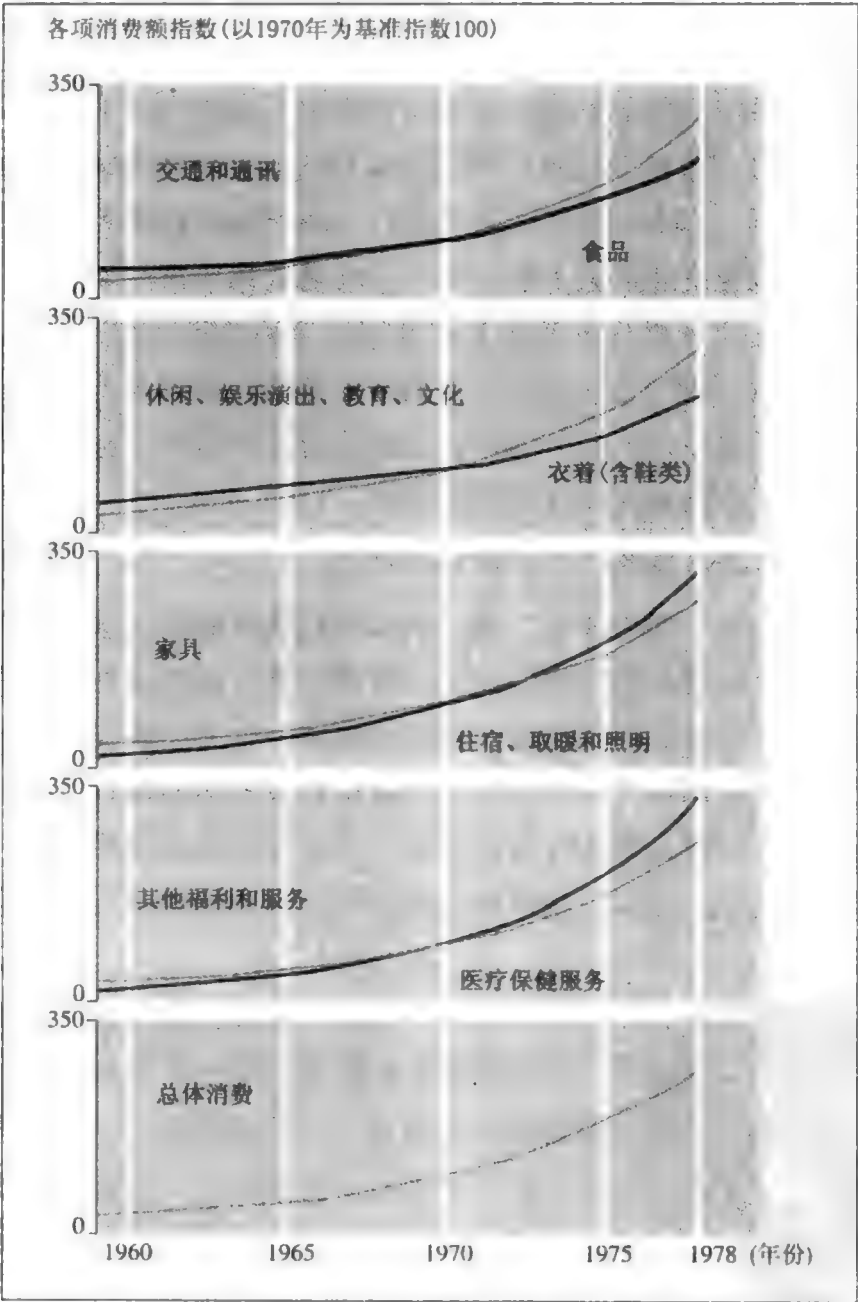 各项消费额指数(以1970年为基准指数100)
350
交通和通讯
食品
0
350
休闲、娱乐演出、教育、文化
衣着(含鞋类)
0
350
家具
住宿、取暖和照明
0
350
其他福利和服务
医疗保健服务
0
350
总体消费
0
1960 1965 1970 1975 1978 (年份)